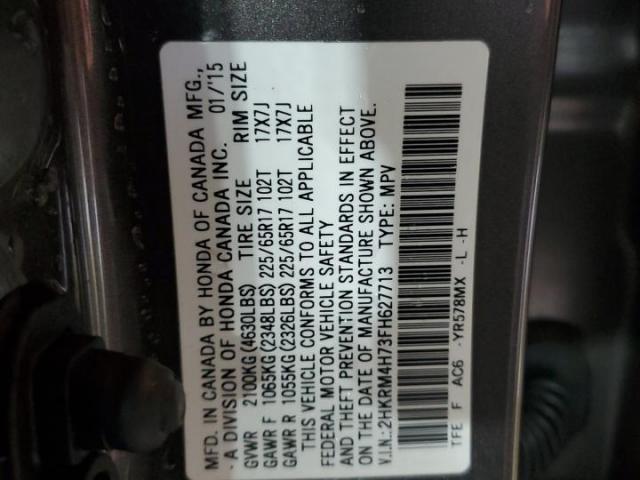 MFD. IN CANADA BY HONDA OF CANADA MFG.,
- A DIVISION OF HONDA CANADA INC. 01/'15
GVWR 2100KG(4630LBS) TIRE SIZE RIM SIZE
GAWR F 1065KG(2348LBS) 225/65R17 102T 17X7J
GAWR R 1055KG(2326LBS) 225/65R17 102T 17X7J
THIS VEHICLE CONFORMS TO ALL APPLICABLE
FEDERAL MOTOR VEHICLE SAFETY
AND THEFT PREVENTION STANDARDS IN EFFECT
ON THE DATE OF MANUFACTURE SHOWN ABOVE.
V.I.N.: 2HKRM4H73FH627713 TYPE: MPV
TFE F AC6 -YR578MX -L -H